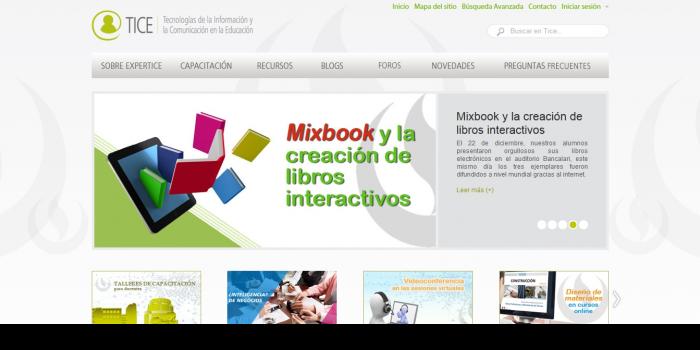 Inicio Mapa del sitio Búsqueda Avanzada Contacto Iniciar sesión
TICE
Tecnologías de la Información y
la Comunicación en la Educación
Buscar en Tice...
SOBRE EXPERTICE CAPACITACIÓN RECURSOS BLOGS FOROS NOVEDADES PREGUNTAS FRECUENTES
Mixbook y la
creación de
libros
interactivos
Mixbook y la creación de
libros interactivos
El 22 de diciembre, nuestros alumnos
presentaron orgullosos sus libros
electrónicos en el auditorio Bancalari, este
mismo día los tres ejemplares fueron
difundidos a nivel mundial gracias al internet.
Leer más (+)
TALLERES DE CAPACITACIÓN
para docentes
INTELIGENCIA
DE NEGOCIOS
Videoconferencia
en las sesiones virtuales
CONSTRUCCIÓN
Diseño de
materiales
en cursos
online